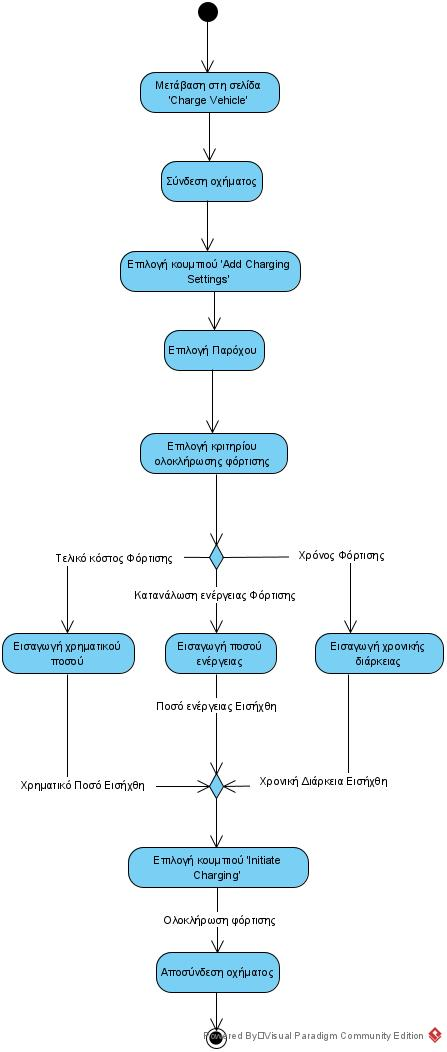 Μετάβαση στη σελίδα
'Charge Vehicle'
Σύνδεση οχήματος
Επιλογή κουμπιού 'Add Charging
Settings'
Επιλογή Παρόχου
Επιλογή κριτηρίου
ολοκλήρωσης φόρτισης
Τελικό κόστος Φόρτισης
Χρόνος Φόρτισης
Κατανάλωση ενέργειας Φόρτισης
Εισαγωγή χρηματικού
ποσού
Εισαγωγή ποσού
ενέργειας
Εισαγωγή χρονικής
διάρκειας
Ποσό ενέργειας Εισήχθη
Χρηματικό Ποσό Εισήχθη
Χρονική Διάρκεια Εισήχθη
Επιλογή κουμπιού 'Initiate
Charging'
Ολοκλήρωση φόρτισης
Αποσύνδεση οχήματος
Powered By Visual Paradigm Community Edition